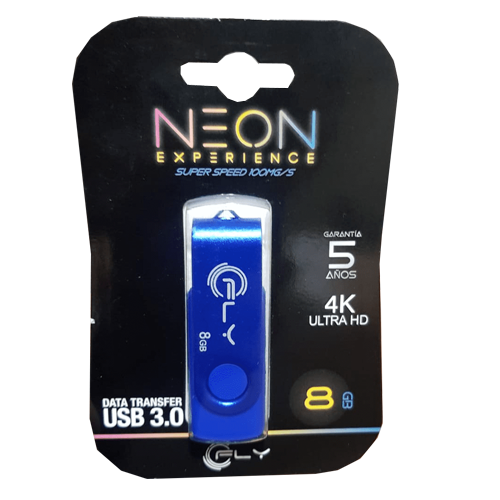 NEON
EXPERIENCE
SUPER SPEED 100MG/S
GARANTÍA
5
AÑOS
4K
ULTRA HD
FLY
8GB
DATA TRANSFER
USB 3.0
8 GB
FLY